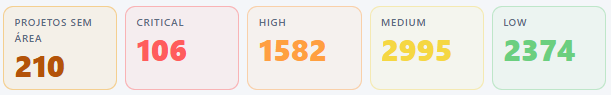 PROJETOS SEM
ÁREA
210
CRITICAL
106
HIGH
1582
MEDIUM
2995
LOW
2374